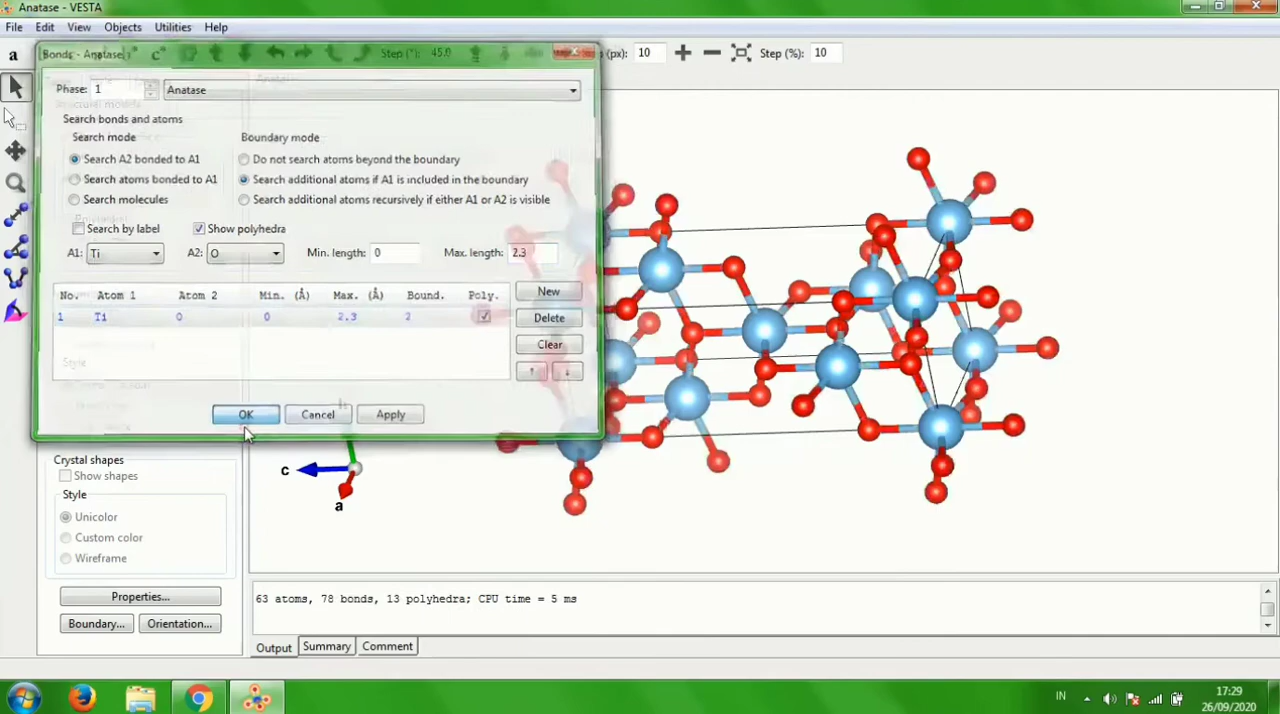 Anatase - VESTA
File Edit View Objects Utilities Help
a
Bonds - Anatase
c*
Step (°): 45.0
(px): 10
Step (%): 10
Phase: 1 Anatase
Search bonds and atoms
Search mode
Boundary mode
Search A2 bonded to A1
Do not search atoms beyond the boundary
Search atoms bonded to A1
Search additional atoms if A1 is included in the boundary
Search molecules
Search additional atoms recursively if either A1 or A2 is visible
Search by label
Show polyhedra
A1: Ti A2: O Min. length: 0 Max. length: 2.3
No. Atom 1 Atom 2 Min. (Å) Max. (Å) Bound. Poly.
1 Ti O 0 2.3 2
New
Delete
Clear
↑ ↓
Style
OK Cancel Apply
Crystal shapes
Show shapes
Style
Unicolor
Custom color
Wireframe
c
a
Properties...
Boundary... Orientation...
63 atoms, 78 bonds, 13 polyhedra; CPU time = 5 ms
Output Summary Comment
IN
17:29
26/09/2020